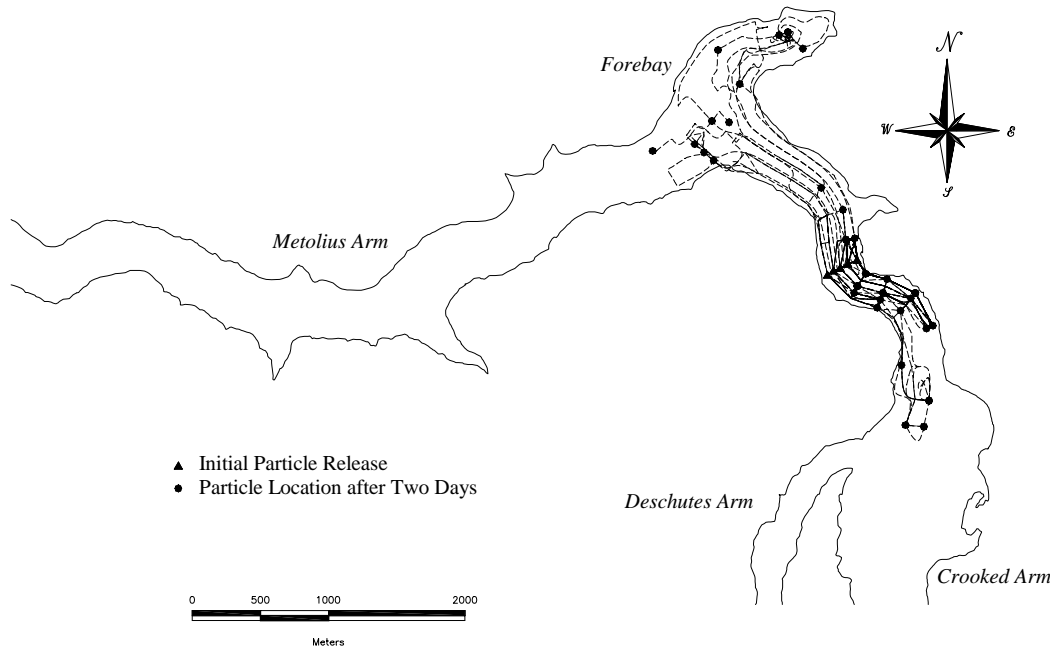 Forebay
N
W
E
S
Metolius Arm
Initial Particle Release
Particle Location after Two Days
Deschutes Arm
Crooked Arm
0 500 1000 2000
Meters